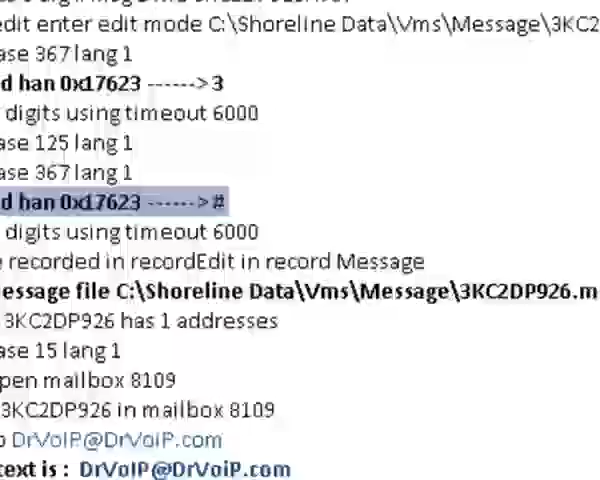 edit enter edit mode C:\Shoreline Data\Vms\Message\3KC2
ase 367 lang 1
d han 0x17623 ------> 3
digits using timeout 6000
ase 125 lang 1
ase 367 lang 1
d han 0x17623 ------> #
digits using timeout 6000
recorded in recordEdit in record Message
essage file C:\Shoreline Data\Vms\Message\3KC2DP926.m
3KC2DP926 has 1 addresses
ase 15 lang 1
pen mailbox 8109
3KC2DP926 in mailbox 8109
DrVoIP@DrVoiP.com
text is : DrVoIP@DrVoiP.com